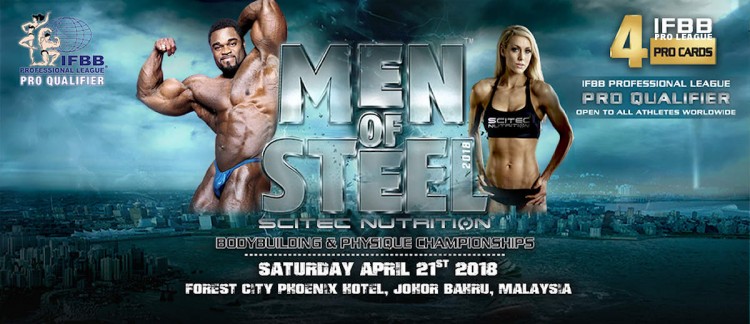 IFBB
PROFESSIONAL LEAGUE
PRO QUALIFIER
MEN
OF
STEEL
TM
2018
SCITEC NUTRITION
BODYBUILDING & PHYSIQUE CHAMPIONSHIPS
SATURDAY APRIL 21ST 2018
FOREST CITY PHOENIX HOTEL, JOHOR BAHRU, MALAYSIA
SCITEC
NUTRITION
4
IFBB
PRO LEAGUE
PRO CARDS
IFBB PROFESSIONAL LEAGUE
PRO QUALIFIER
OPEN TO ALL ATHLETES WORLDWIDE